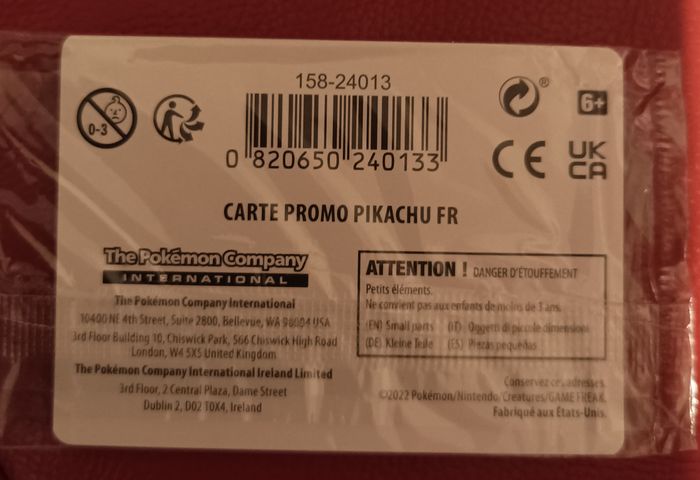 158-24013
0-3
®
6+
0 820650 240133
CE
UK
CA
CARTE PROMO PIKACHU FR
The Pokémon Company
INTERNATIONAL
The Pokémon Company International
10400 NE 4th Street, Suite 2800, Bellevue, WA 98004 USA
3rd Floor Building 10, Chiswick Park, 566 Chiswick High Road
London, W4 5XS United Kingdom
The Pokémon Company International Ireland Limited
3rd Floor, 2 Central Plaza, Dame Street
Dublin 2, D02 T0X4, Ireland
ATTENTION ! DANGER D'ÉTOUFFEMENT
Petits éléments.
Ne convient pas aux enfants de moins de 3 ans.
(EN) Small parts (IT) Oggetti di piccole dimensioni
(DE) Kleine Teile (ES) Piezas pequeñas
Conservez ces adresses.
©2022 Pokémon/Nintendo/Creatures/GAME FREAK.
Fabriqué aux États-Unis.